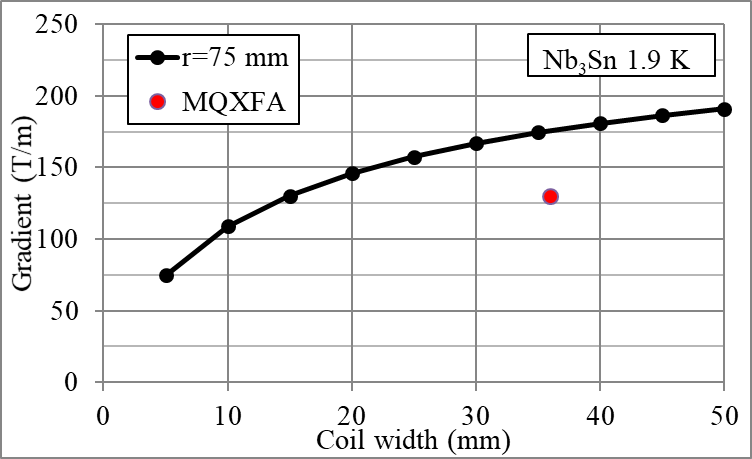 250
200
150
100
50
0
Gradient (T/m)
r=75 mm
MQXFA
Nb₃Sn 1.9 K
0 10 20 30 40 50
Coil width (mm)